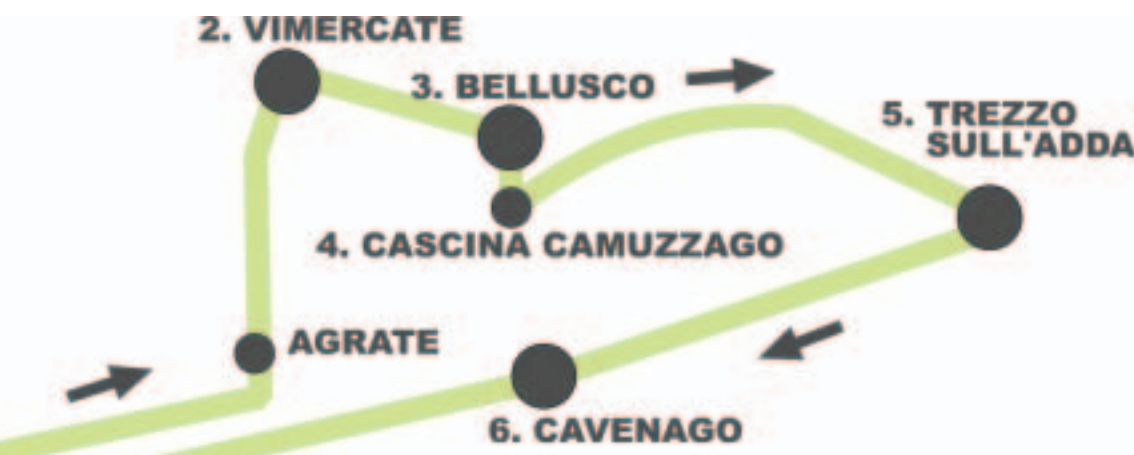 2. VIMERCATE
3. BELLUSCO
5. TREZZO
SULL'ADDA
4. CASCINA CAMUZZAGO
AGRATE
6. CAVENAGO